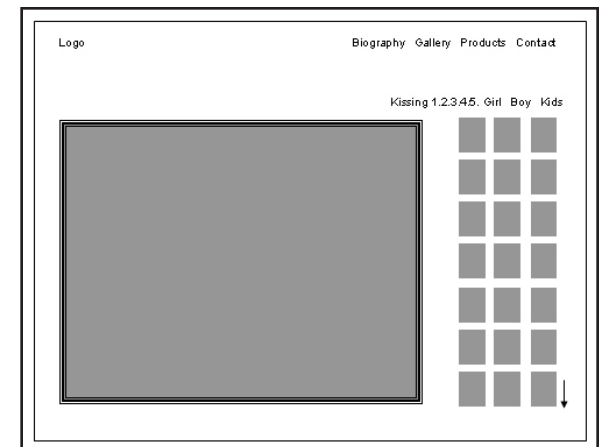 Logo Biography Gallery Products Contact
Kissing 1.2.3.4.5. Girl Boy Kids